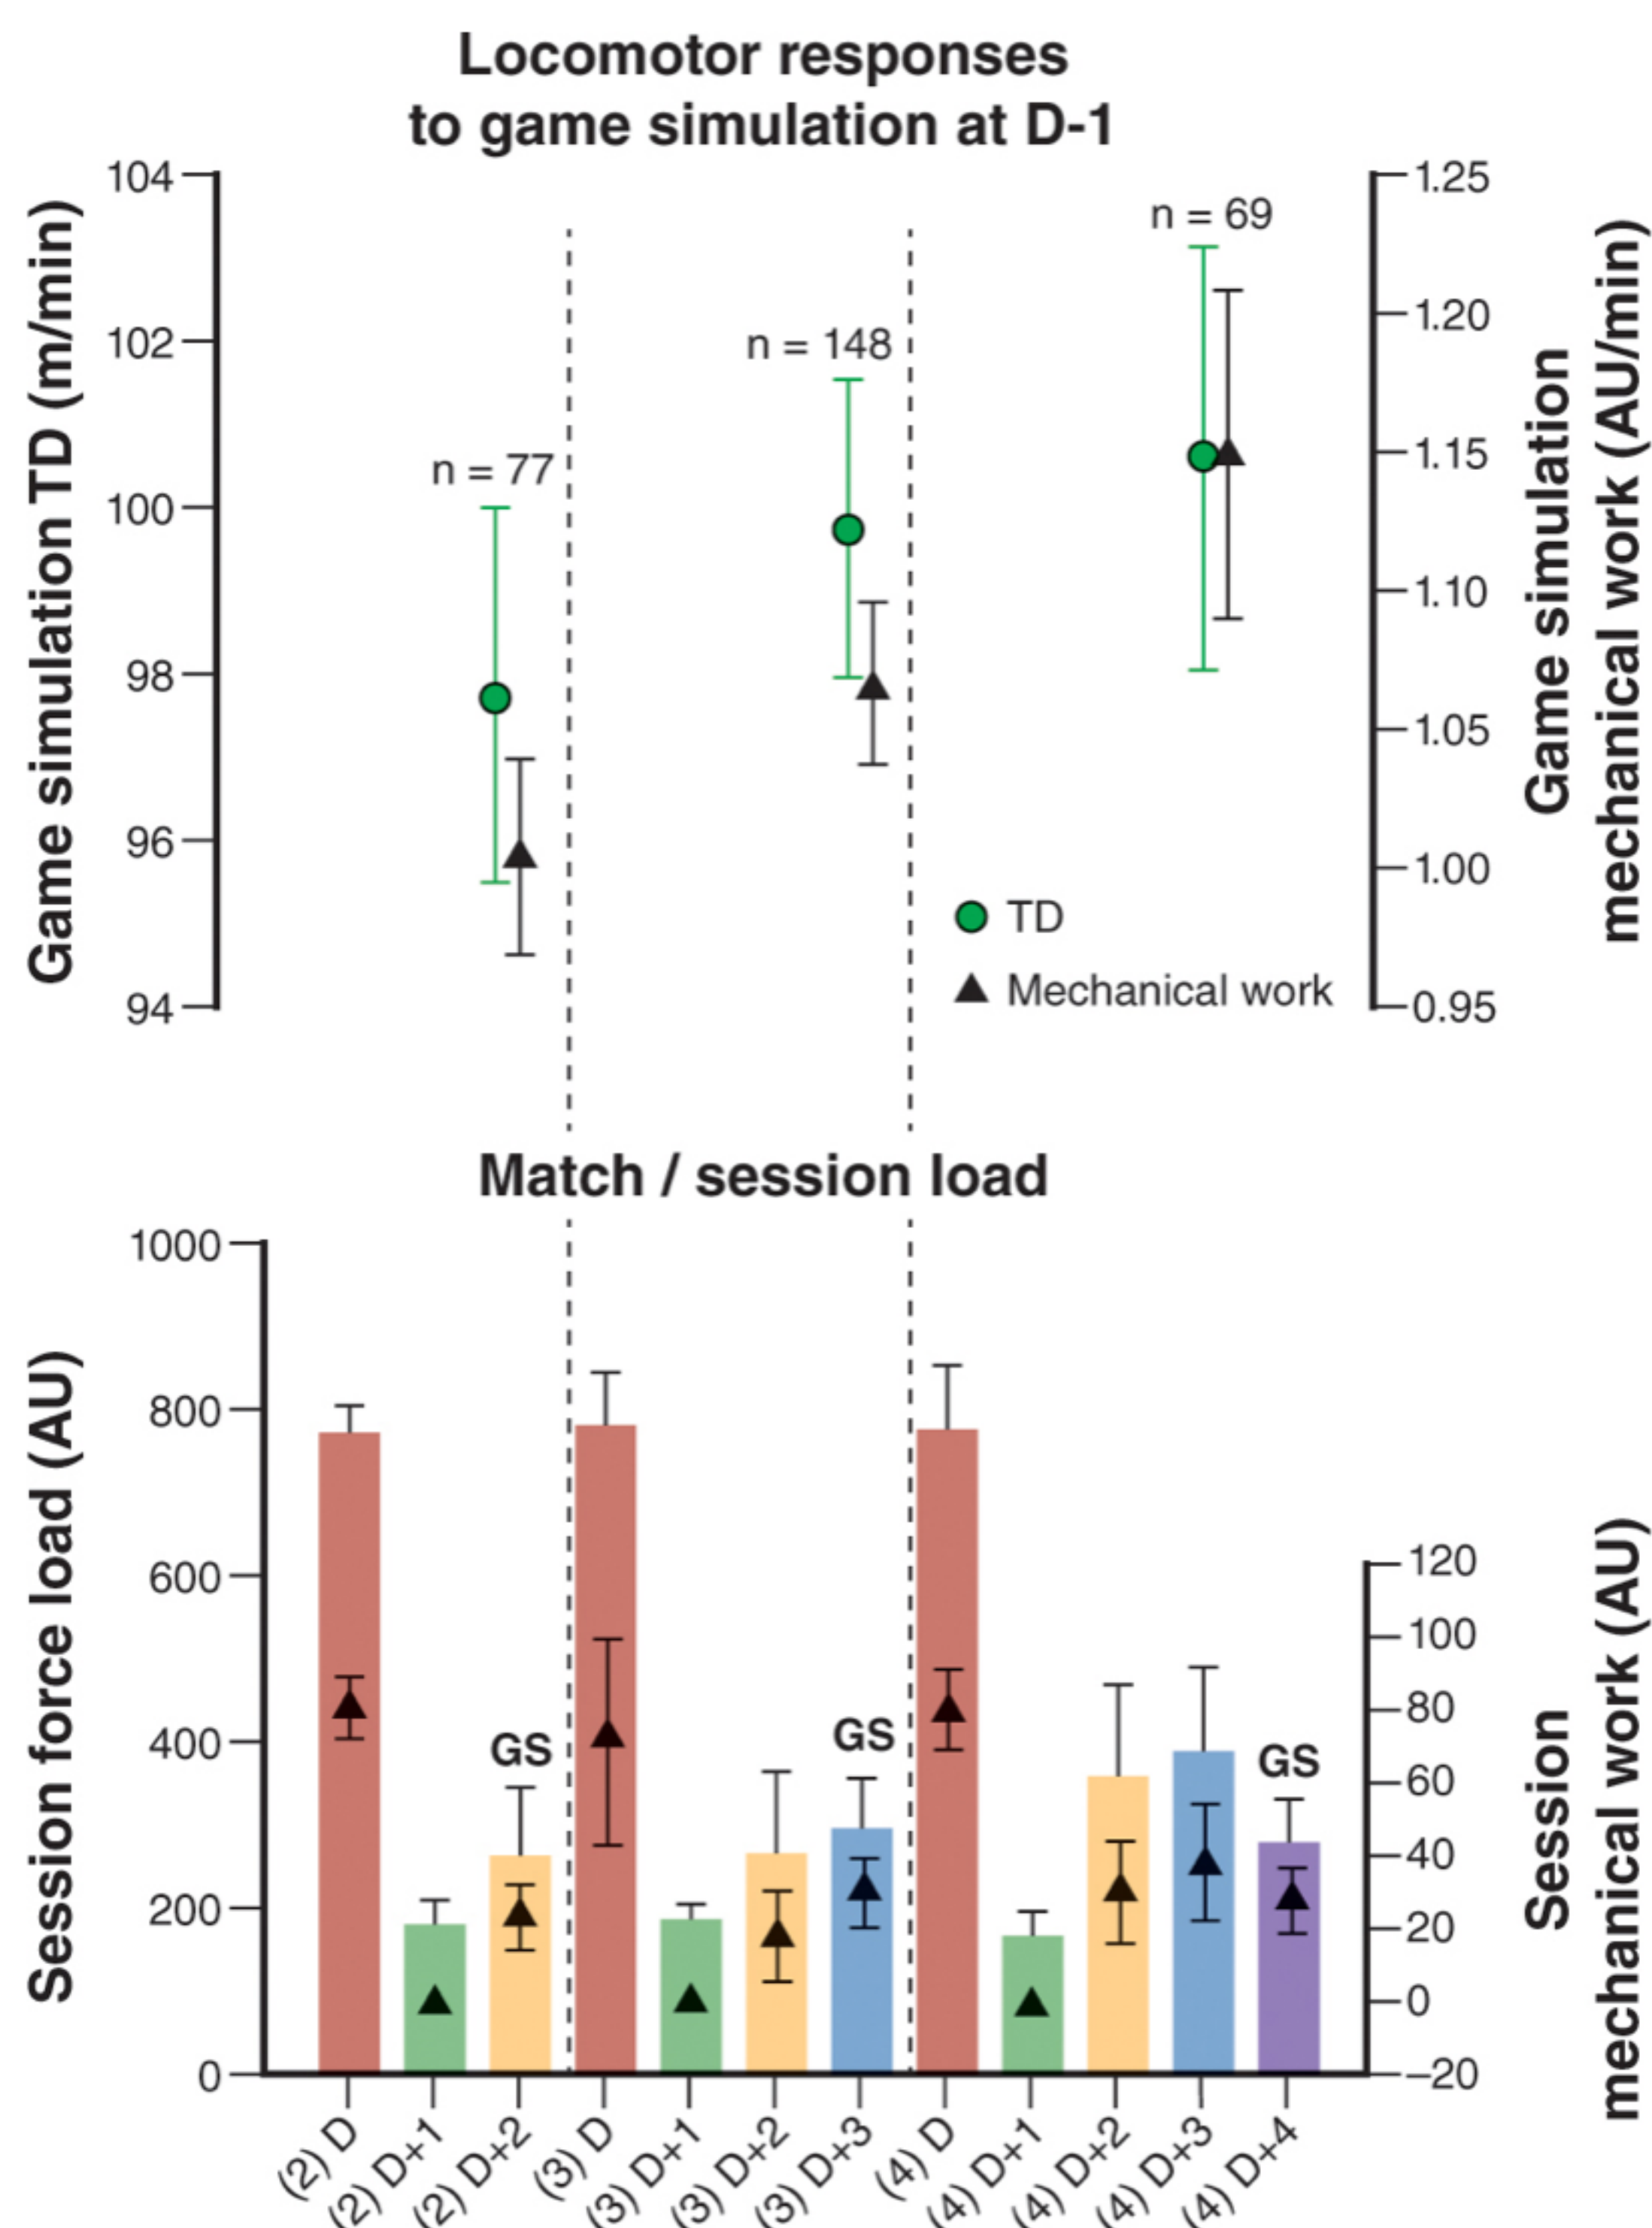 Locomotor responses
to game simulation at D-1
Game simulation TD (m/min)
104
102
100
98
96
94
n = 77
n = 148
n = 69
TD
Mechanical work
1.25
1.20
1.15
1.10
1.05
1.00
0.95
Game simulation
mechanical work (AU/min)
Match / session load
Session force load (AU)
1000
800
600
400
200
0
GS
GS
GS
120
100
80
60
40
20
0
–20
Session
mechanical work (AU)
(2) D
(2) D+1
(2) D+2
(3) D
(3) D+1
(3) D+2
(3) D+3
(4) D
(4) D+1
(4) D+2
(4) D+3
(4) D+4